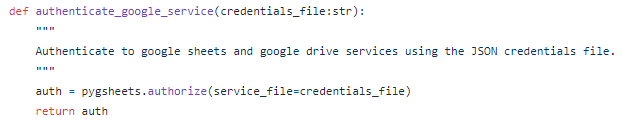 def authenticate_google_service(credentials_file:str):
    """
    Authenticate to google sheets and google drive services using the JSON credentials file.
    """
    auth = pygsheets.authorize(service_file=credentials_file)
    return auth